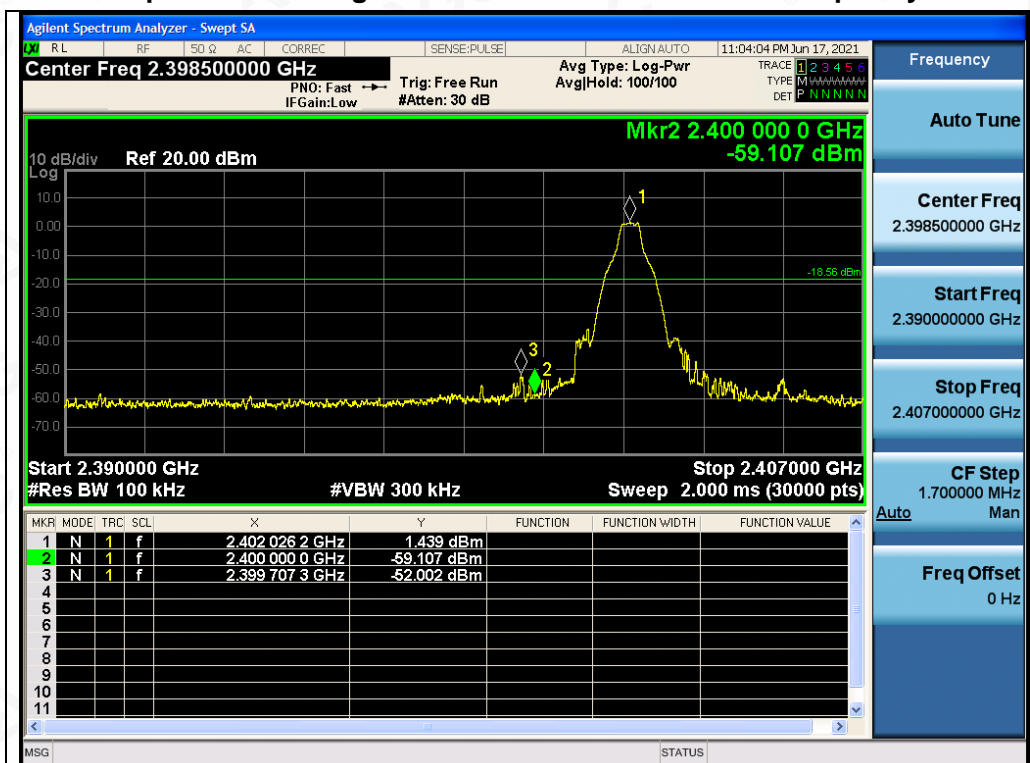 Agilent Spectrum Analyzer - Swept SA
LXI RL RF 50 Ω AC CORREC SENSE:PULSE ALIGN AUTO 11:04:04 PM Jun 17, 2021
Center Freq 2.398500000 GHz
PNO: Fast
IFGain:Low
Trig: Free Run
#Atten: 30 dB
Avg Type: Log-Pwr
Avg|Hold: 100/100
TRACE 1 2 3 4 5 6
TYPE M WWWWW
DET P N N N N N
Mkr2 2.400 000 0 GHz
-59.107 dBm
10 dB/div Ref 20.00 dBm
Log
10.0
0.00
-10.0
-20.0
-30.0
-40.0
-50.0
-60.0
-70.0
1
-18.56 dBm
3
2
Start 2.390000 GHz Stop 2.407000 GHz
#Res BW 100 kHz #VBW 300 kHz Sweep 2.000 ms (30000 pts)
MKR MODE TRC SCL X Y FUNCTION FUNCTION WIDTH FUNCTION VALUE
1 N 1 f 2.402 026 2 GHz 1.439 dBm
2 N 1 f 2.400 000 0 GHz -59.107 dBm
3 N 1 f 2.399 707 3 GHz -52.002 dBm
4
5
6
7
8
9
10
11
MSG STATUS
Frequency
Auto Tune
Center Freq
2.398500000 GHz
Start Freq
2.390000000 GHz
Stop Freq
2.407000000 GHz
CF Step
1.700000 MHz
Auto Man
Freq Offset
0 Hz